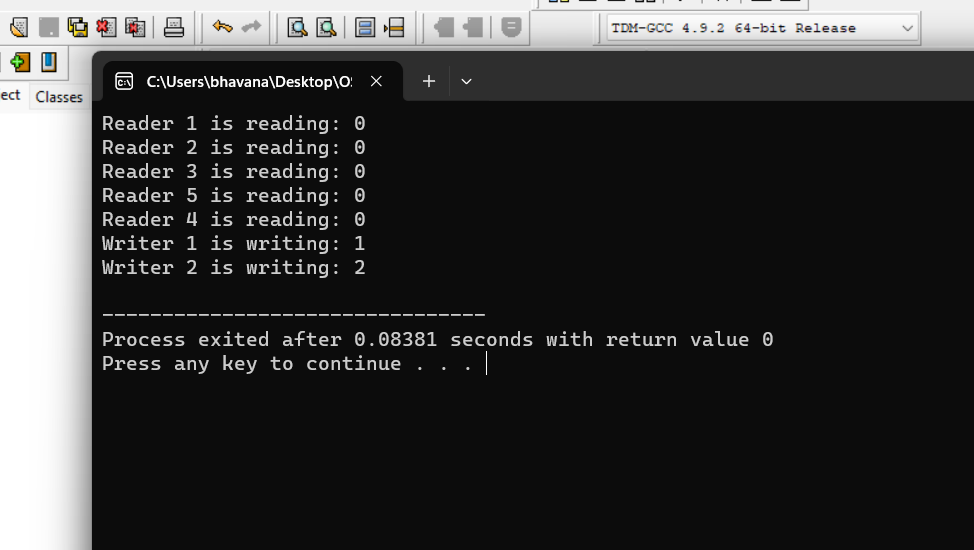 TDM-GCC 4.9.2 64-bit Release
C:\Users\bhavana\Desktop\O
ect Classes
Reader 1 is reading: 0
Reader 2 is reading: 0
Reader 3 is reading: 0
Reader 5 is reading: 0
Reader 4 is reading: 0
Writer 1 is writing: 1
Writer 2 is writing: 2
--------------------------------
Process exited after 0.08381 seconds with return value 0
Press any key to continue . . .